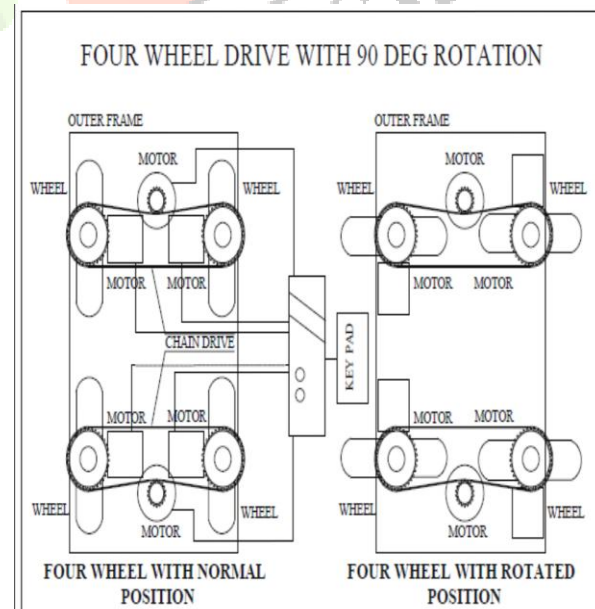 FOUR WHEEL DRIVE WITH 90 DEG ROTATION
OUTER FRAME
OUTER FRAME
MOTOR
MOTOR
WHEEL
WHEEL
WHEEL
WHEEL
MOTOR
MOTOR
MOTOR
MOTOR
CHAIN DRIVE
KEY PAD
MOTOR
MOTOR
MOTOR
MOTOR
WHEEL
WHEEL
WHEEL
WHEEL
MOTOR
MOTOR
FOUR WHEEL WITH NORMAL
POSITION
FOUR WHEEL WITH ROTATED
POSITION